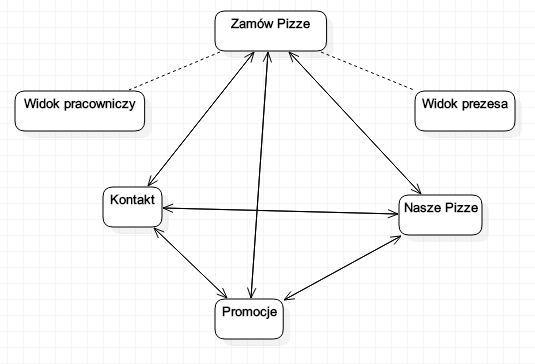 Zamów Pizze
Widok pracowniczy
Widok prezesa
Kontakt
Nasze Pizze
Promocje